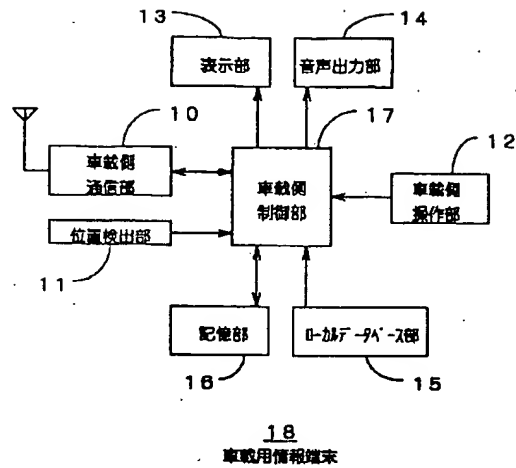 13
14
表示部
音声出力部
10
17
12
車載側
通信部
車載側
制御部
車載側
操作部
位置検出部
11
記憶部
ローカルデータベース部
16
15
18
車載用情報端末